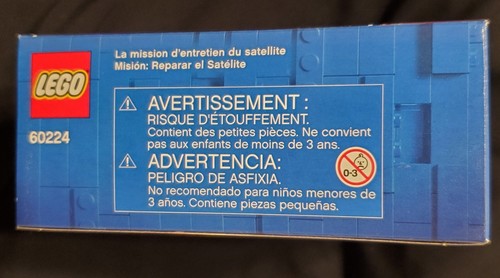 La mission d'entretien du satellite
Misión: Reparar el Satélite
LEGO
60224
AVERTISSEMENT :
RISQUE D'ÉTOUFFEMENT.
Contient des petites pièces. Ne convient
pas aux enfants de moins de 3 ans.
ADVERTENCIA:
PELIGRO DE ASFIXIA.
No recomendado para niños menores de
3 años. Contiene piezas pequeñas.
0-3